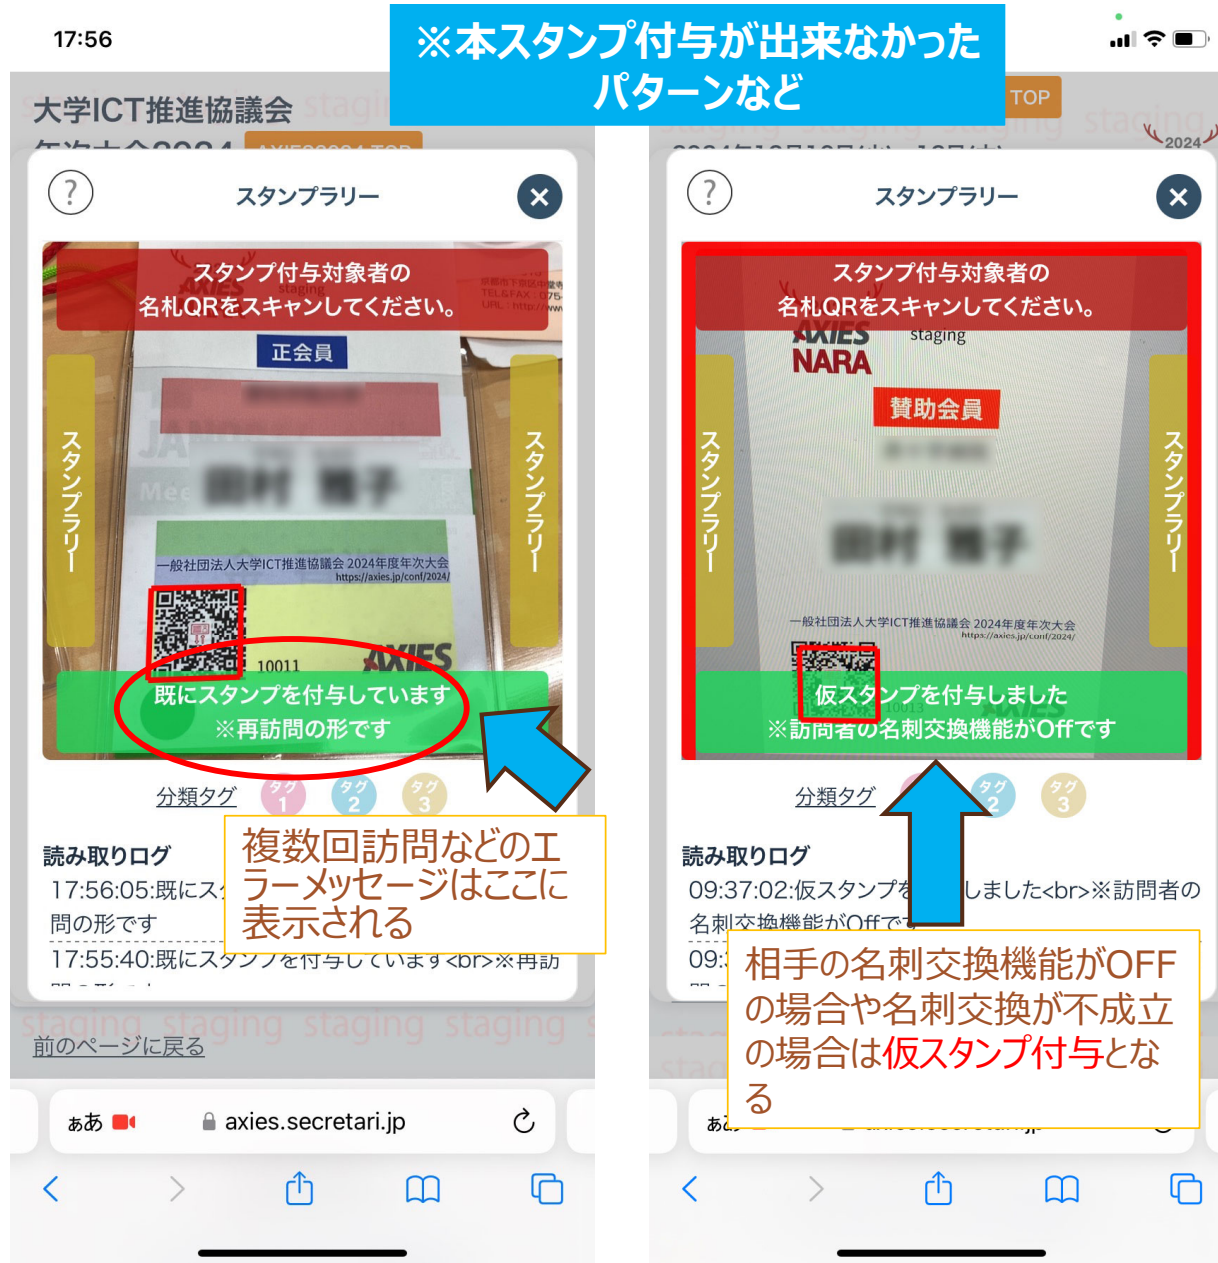 17:56
※本スタンプ付与が出来なかった
パターンなど
大学ICT推進協議会
TOP
2024
スタンプラリー
スタンプ付与対象者の
名札QRをスキャンしてください。
AXIES
staging
TEL&FAX : 075-
URL : http://www
正会員
スタンプラリー
スタンプラリー
一般社団法人大学ICT推進協議会 2024年度年次大会
https://axies.jp/conf/2024/
10011
AXIES
既にスタンプを付与しています
※再訪問の形です
分類タグ
タグ
1
タグ
2
タグ
3
複数回訪問などのエ
ラーメッセージはここに
表示される
読み取りログ
17:56:05:既にス
問の形です
17:55:40:既にスタンプを付与しています<br>※再訪
staging staging staging staging
前のページに戻る
ぁあ
axies.secretari.jp
スタンプラリー
スタンプ付与対象者の
名札QRをスキャンしてください。
AXIES
staging
NARA
賛助会員
スタンプラリー
スタンプラリー
一般社団法人大学ICT推進協議会 2024年度年次大会
https://axies.jp/conf/2024/
10013
仮スタンプを付与しました
※訪問者の名刺交換機能がOffです
分類タグ
2
タグ
3
読み取りログ
09:37:02:仮スタンプを しました<br>※訪問者の
名刺交換機能がOffです
相手の名刺交換機能がOFF
の場合や名刺交換が不成立
の場合は仮スタンプ付与とな
る